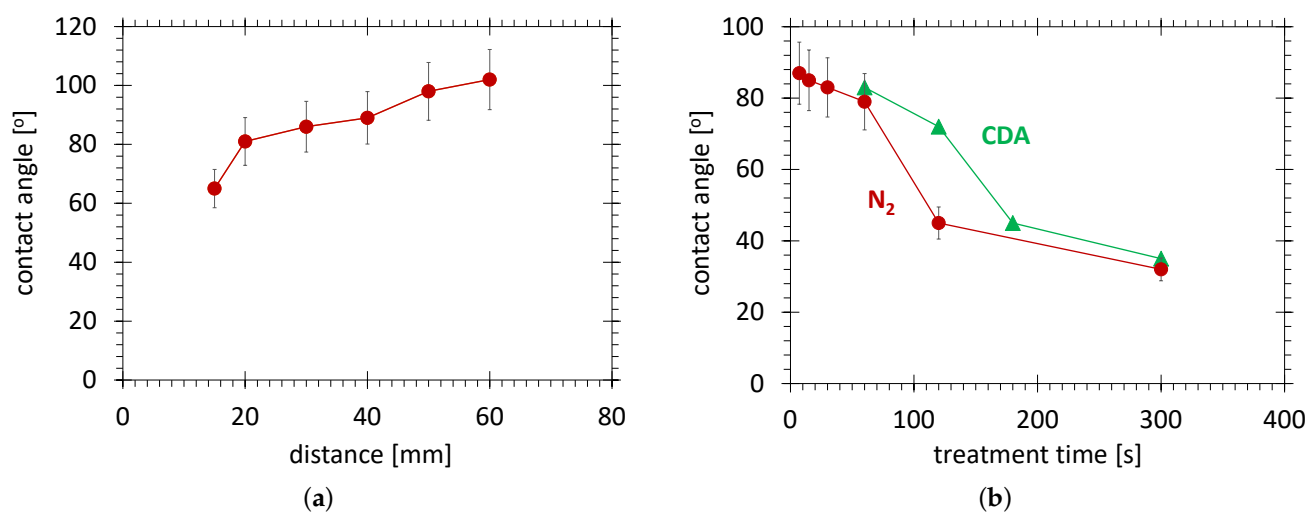 120
100
80
60
40
20
0
contact angle [º]
0 20 40 60 80
distance [mm]
(a)
100
80
60
40
20
0
contact angle [º]
CDA
N₂
0 100 200 300 400
treatment time [s]
(b)